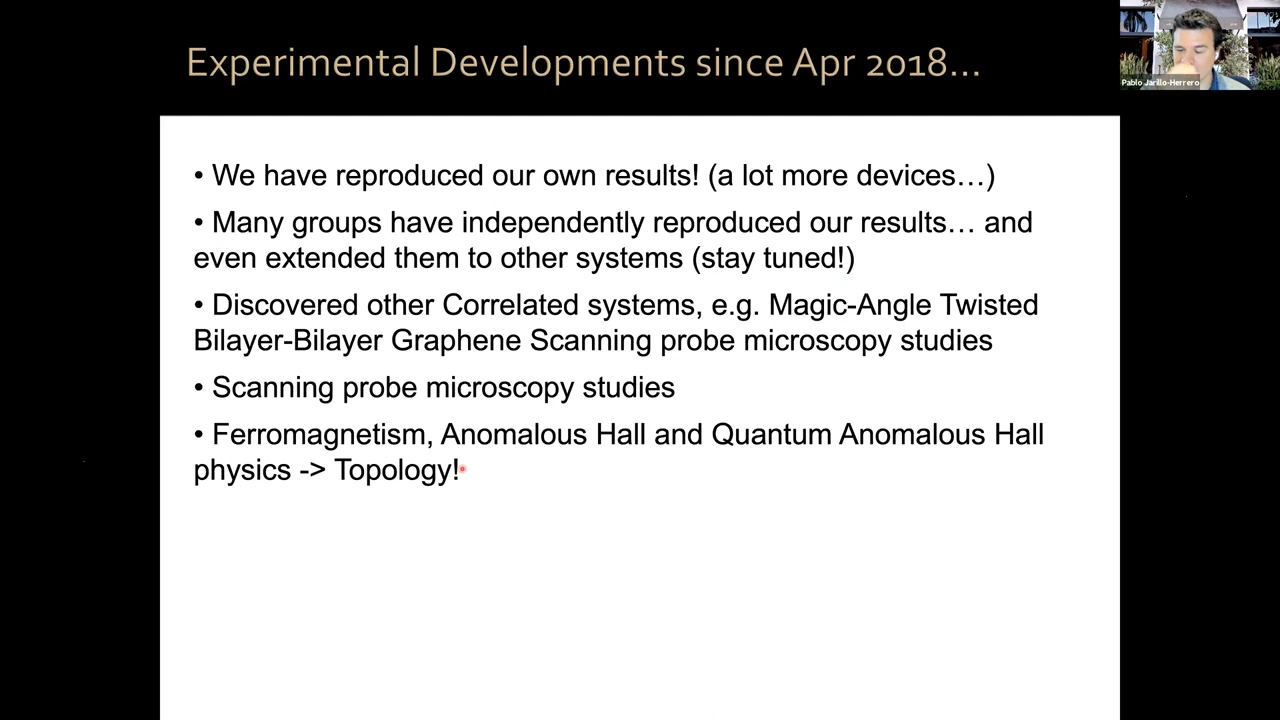 Experimental Developments since Apr 2018...
Pablo Jarillo-Herrero
• We have reproduced our own results! (a lot more devices…)
• Many groups have independently reproduced our results… and
even extended them to other systems (stay tuned!)
• Discovered other Correlated systems, e.g. Magic-Angle Twisted
Bilayer-Bilayer Graphene Scanning probe microscopy studies
• Scanning probe microscopy studies
• Ferromagnetism, Anomalous Hall and Quantum Anomalous Hall
physics -> Topology!